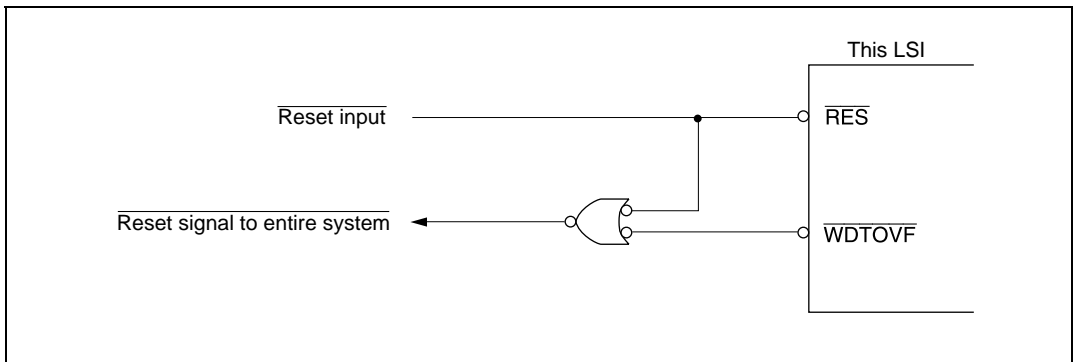 This LSI
Reset input
RES
Reset signal to entire system
WDTOVF